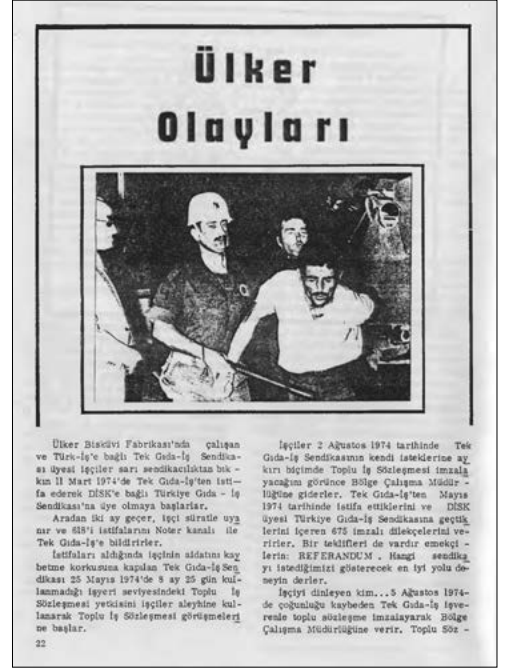 Ülker
Olayları
Ülker Bisküvi Fabrikası'nda çalışan
ve Türk-İş'e bağlı Tek Gıda-İş Sendika-
sı üyesi işçiler sarı sendikacılıktan bık -
kın 11 Mart 1974'de Tek Gıda-İş'ten isti-
fa ederek DİSK'e bağlı Türkiye Gıda - İş
Sendikası'na üye olmaya başlarlar.
Aradan iki ay geçer, işçi süratle uya
nır ve 618'i istifalarını Noter kanalı ile
Tek Gıda-İş'e bildirirler.
İstifaları aldığında işçinin aidatını kay
betme korkusuna kapılan Tek Gıda-İş Sen
dikası 25 Mayıs 1974'de 8 ay 25 gün kul-
lanmadığı işyeri seviyesindeki Toplu İş
Sözleşmesi yetkisini işçiler aleyhine kul-
lanarak Toplu İş Sözleşmesi görüşmeleri
ne başlar.
22
İşçiler 2 Ağustos 1974 tarihinde Tek
Gıda-İş Sendikasının kendi isteklerine ay
kırı biçimde Toplu İş Sözleşmesi imzala
yacağını görünce Bölge Çalışma Müdür -
lüğüne giderler. Tek Gıda-İş'ten Mayıs
1974 tarihinde istifa ettiklerini ve DİSK
üyesi Türkiye Gıda-İş Sendikasına geçtik
lerini içeren 675 imzalı dilekçelerini ve-
rirler. Bir teklifleri de vardır emekçi -
lerin: REFERANDUM. Hangi sendika
yı istediğimizi gösterecek en iyi yolu de-
neyin derler.
İşçiyi dinleyen kim...5 Ağustos 1974-
de çoğunluğu kaybeden Tek Gıda-İş işve-
renle toplu sözleşme imzalayarak Bölge
Çalışma Müdürlüğüne verir. Toplu Söz -